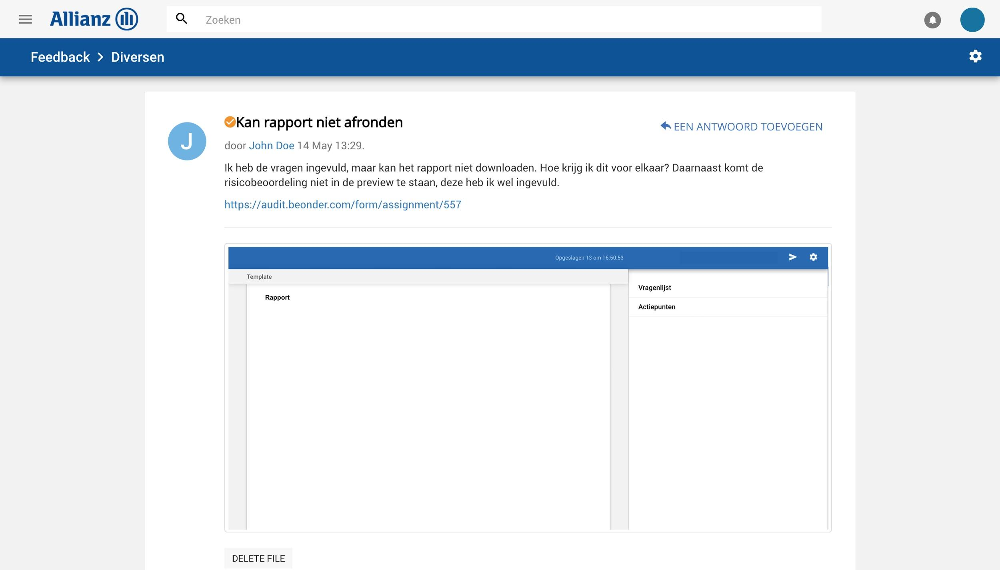 Allianz
Zoeken
Feedback > Diversen
Kan rapport niet afronden
EEN ANTWOORD TOEVOEGEN
J
door John Doe 14 May 13:29.
Ik heb de vragen ingevuld, maar kan het rapport niet downloaden. Hoe krijg ik dit voor elkaar? Daarnaast komt de
risicobeoordeling niet in de preview te staan, deze heb ik wel ingevuld.
https://audit.beonder.com/form/assignment/557
Opgeslagen 13 om 16:50:53
Template
Rapport
Vragenlijst
Actiepunten
DELETE FILE